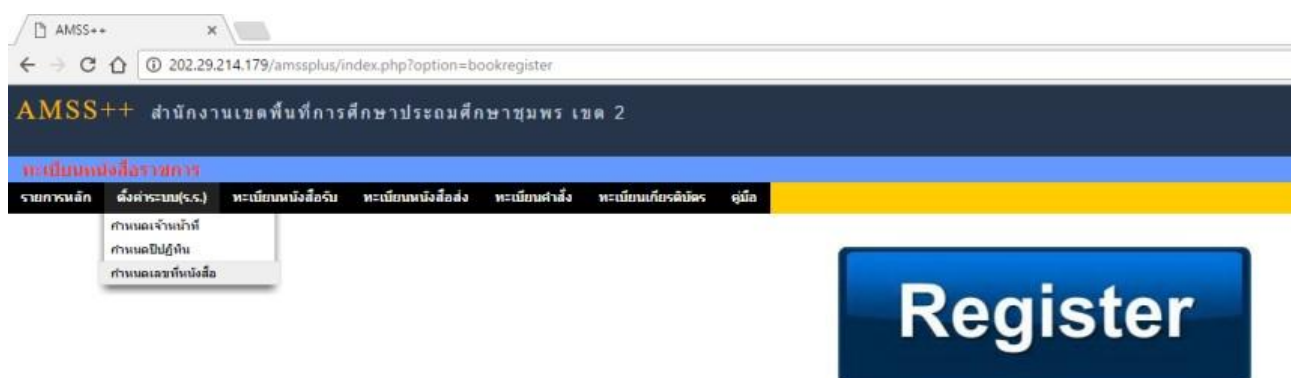 AMSS++
202.29.214.179/amssplus/index.php?option=bookregister
AMSS++ สำนักงานเขตพื้นที่การศึกษาประถมศึกษาชุมพร เขต 2
ทะเบียนหนังสือราชการ
รายการหลัก ตั้งค่าระบบ(ร.ร.) ทะเบียนหนังสือรับ ทะเบียนหนังสือส่ง ทะเบียนคำสั่ง ทะเบียนเกียรติบัตร คู่มือ
กำหนดเจ้าหน้าที่
กำหนดปีปฏิทิน
กำหนดเลขที่หนังสือ
Register